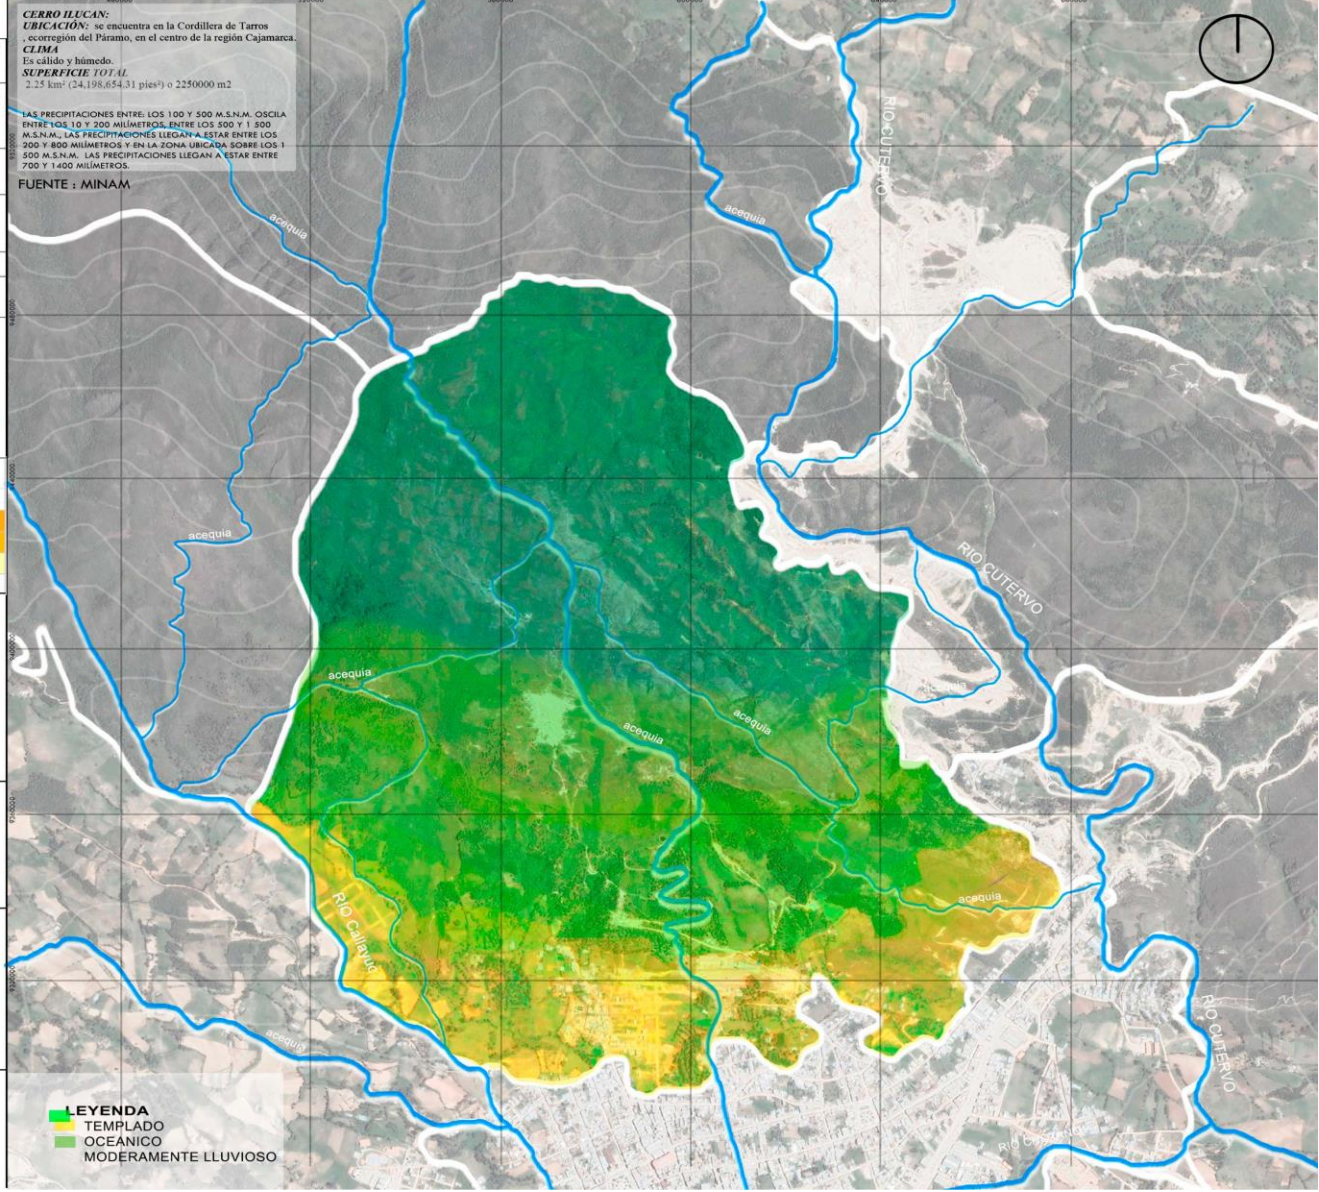 CERRO ILUCAN:
UBICACIÓN: se encuentra en la Cordillera de Tarros
, ecorregión del Páramo, en el centro de la región Cajamarca.
CLIMA
Es cálido y húmedo.
SUPERFICIE TOTAL
2.25 km² (24,198,654.31 pies²) o 2250000 m2
LAS PRECIPITACIONES ENTRE: LOS 100 Y 500 M.S.N.M. OSCILA
ENTRE LOS 10 Y 200 MILÍMETROS, ENTRE LOS 500 Y 1 500
M.S.N.M., LAS PRECIPITACIONES LLEGAN A ESTAR ENTRE LOS
200 Y 800 MILÍMETROS Y EN LA ZONA UBICADA SOBRE LOS 1
500 M.S.N.M. LAS PRECIPITACIONES LLEGAN A ESTAR ENTRE
700 Y 1400 MILÍMETROS.
FUENTE : MINAM
RIO CUTERVO
acequia
acequia
acequia
RIO CUTERVO
acequia
acequia
acequia
acequia
acequia
RIO Callayuc
RIO CUTERVO
acequia
RIO CUTERVO
LEYENDA
TEMPLADO
OCEÁNICO
MODERAMENTE LLUVIOSO